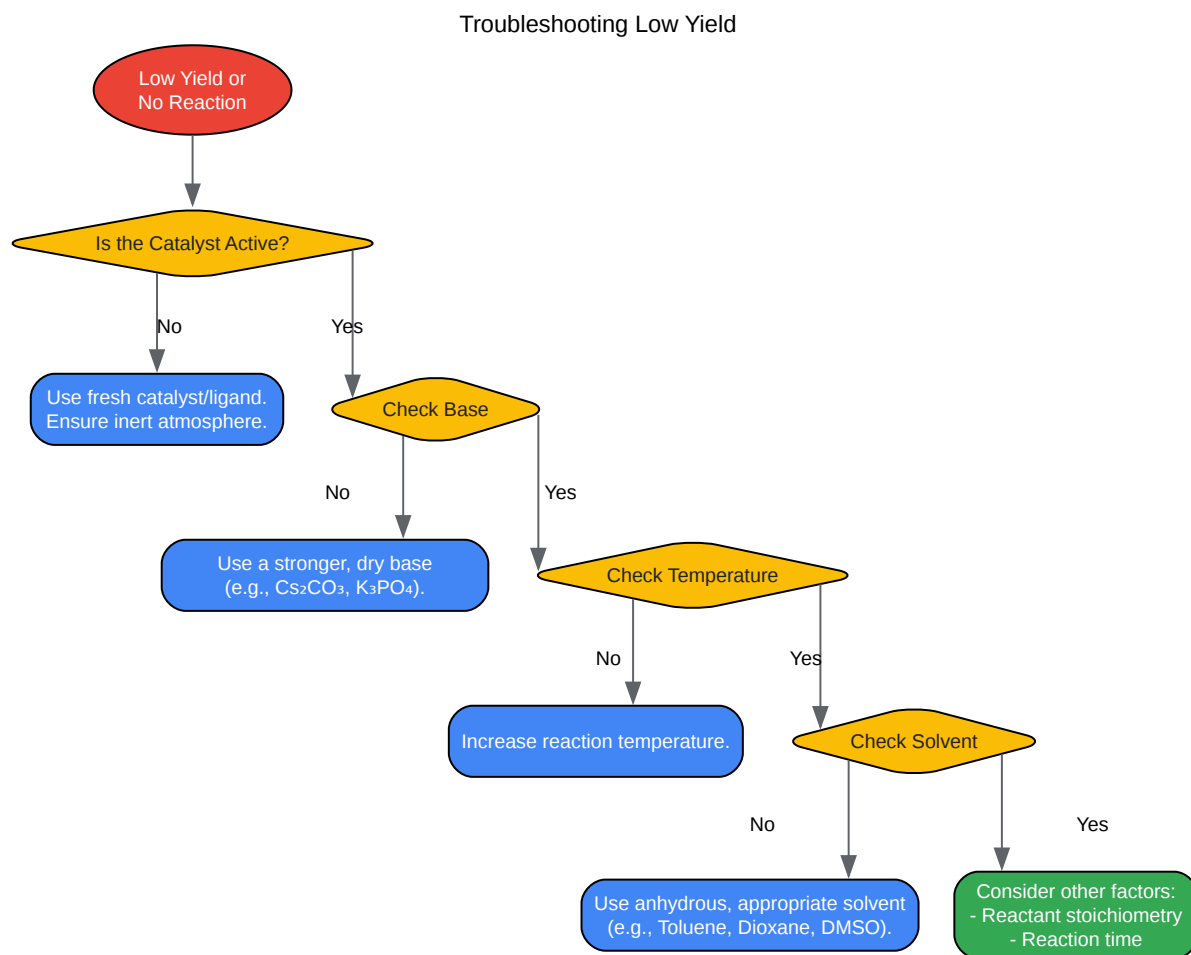 Troubleshooting Low Yield
Low Yield or
No Reaction
Is the Catalyst Active?
No
Yes
Use fresh catalyst/ligand.
Ensure inert atmosphere.
Check Base
No
Yes
Use a stronger, dry base
(e.g., Cs₂CO₃, K₃PO₄).
Check Temperature
No
Yes
Increase reaction temperature.
Check Solvent
No
Yes
Use anhydrous, appropriate solvent
(e.g., Toluene, Dioxane, DMSO).
Consider other factors:
- Reactant stoichiometry
- Reaction time